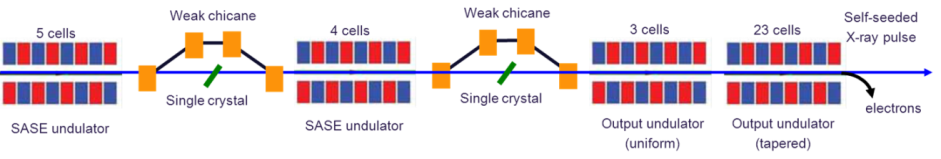 5 cells
Weak chicane
Single crystal
SASE undulator
4 cells
SASE undulator
Weak chicane
Single crystal
3 cells
Output undulator
(uniform)
23 cells
Output undulator
(tapered)
Self-seeded
X-ray pulse
electrons